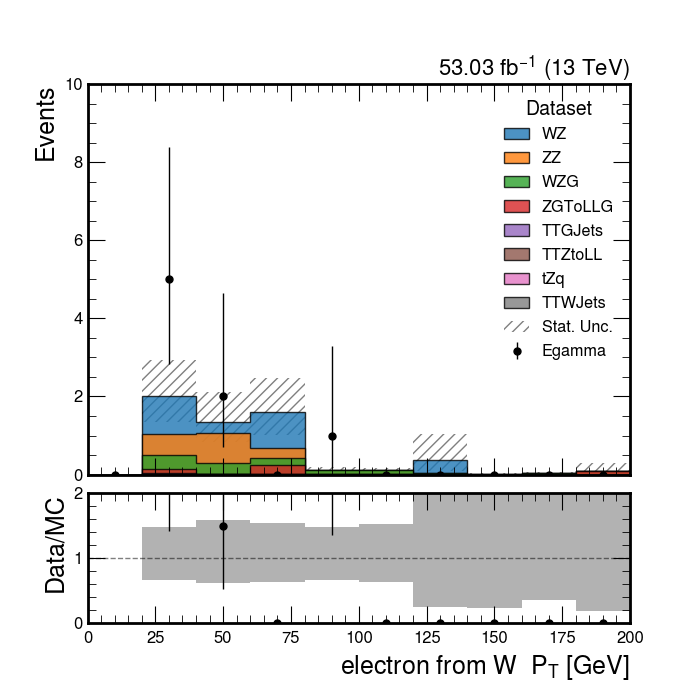 53.03 fb⁻¹ (13 TeV)
Events
10
8
6
4
2
0
Dataset
WZ
ZZ
WZG
ZGToLLG
TTGJets
TTZtoLL
tZq
TTWJets
Stat. Unc.
Egamma
Data/MC
2
1
0
0 25 50 75 100 125 150 175 200
electron from W P_T [GeV]